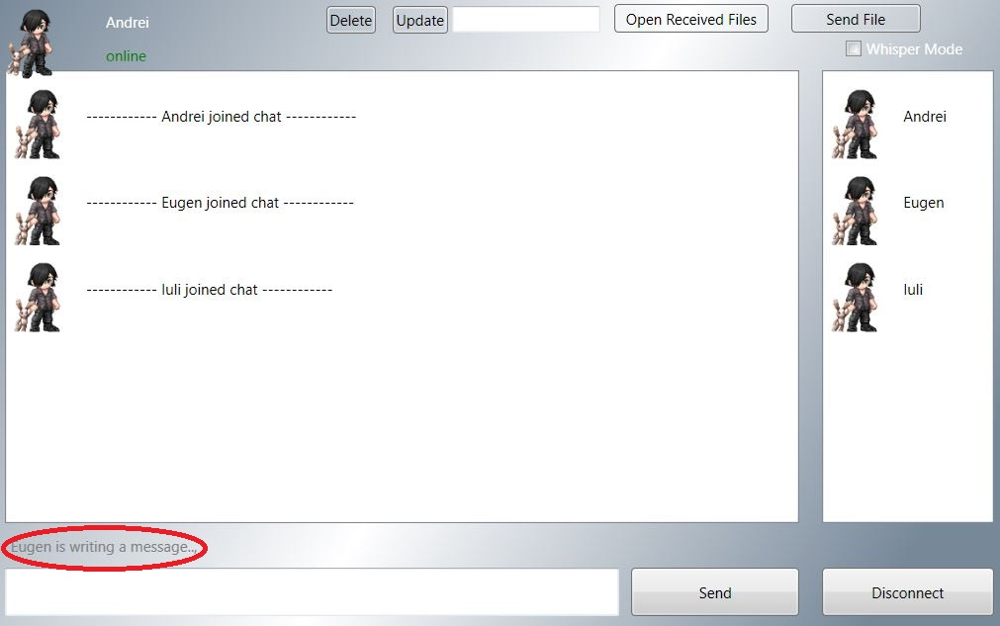 Andrei
online
Delete
Update
Open Received Files
Send File
Whisper Mode
------------ Andrei joined chat ------------
------------ Eugen joined chat ------------
------------ Iuli joined chat ------------
Andrei
Eugen
Iuli
Eugen is writing a message..,
Send
Disconnect